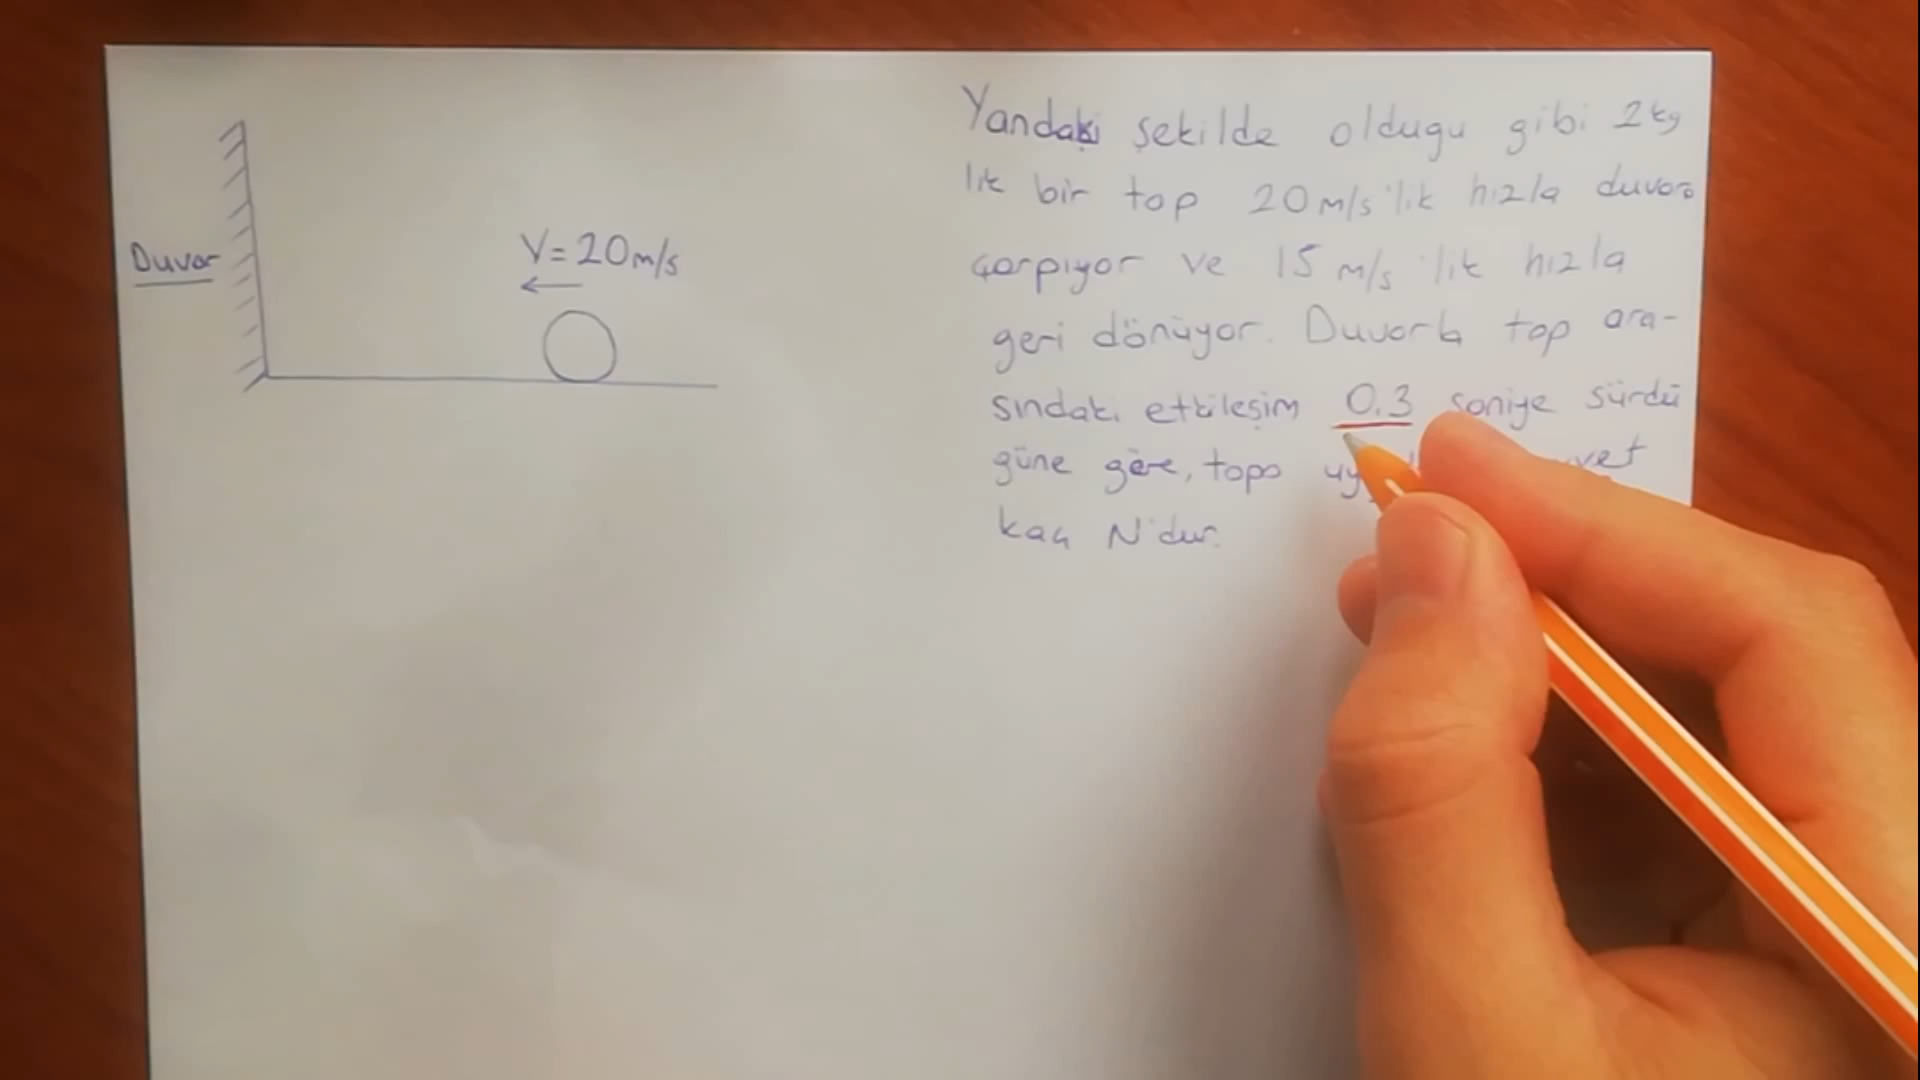 Duvar
V=20m/s
Yandaki şekilde olduğu gibi 2kg
lık bir top 20m/s'lik hızla duvara
çarpıyor ve 15 m/s'lik hızla
geri dönüyor. Duvarla top ara-
sındaki etkileşim 0.3 saniye sürdü
ğüne göre, topa
kaç N'dur.